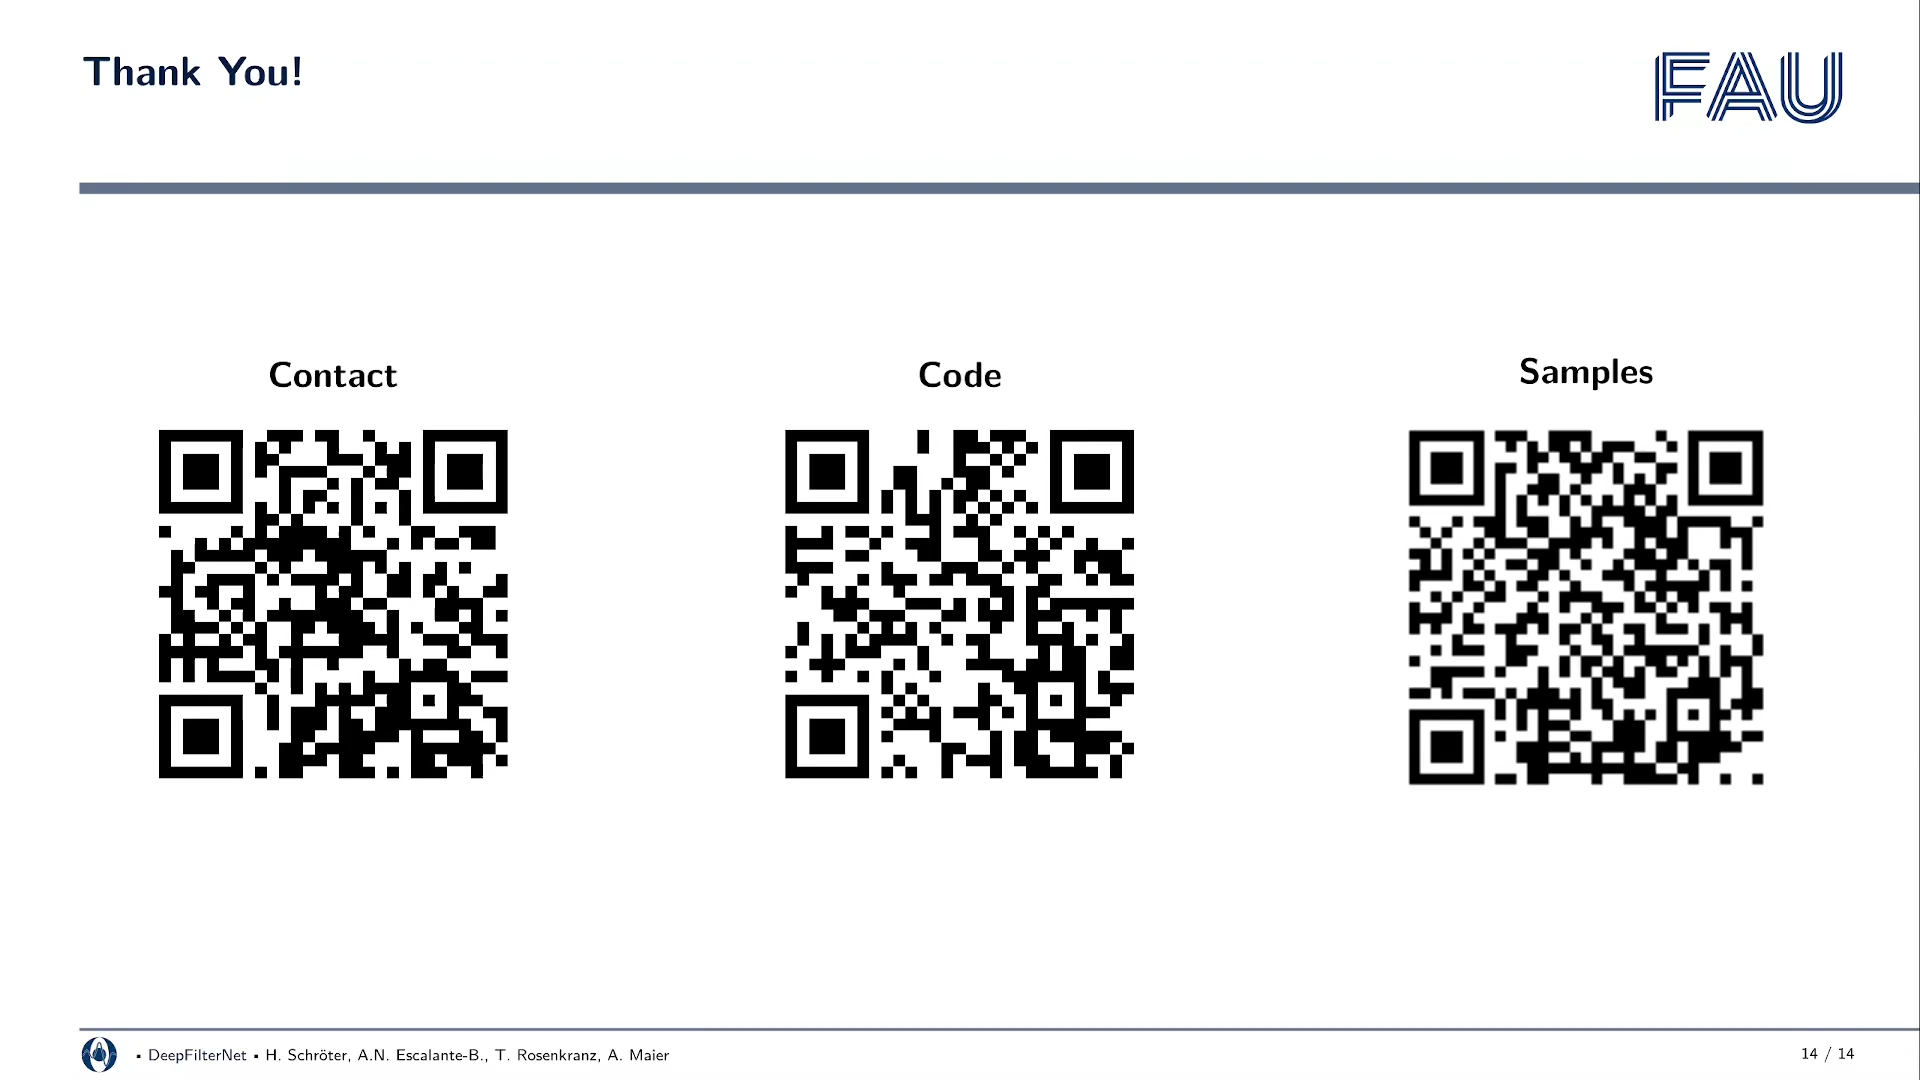 Thank You!
FAU
Contact
Code
Samples
▪ DeepFilterNet ▪ H. Schröter, A.N. Escalante-B., T. Rosenkranz, A. Maier
14 / 14